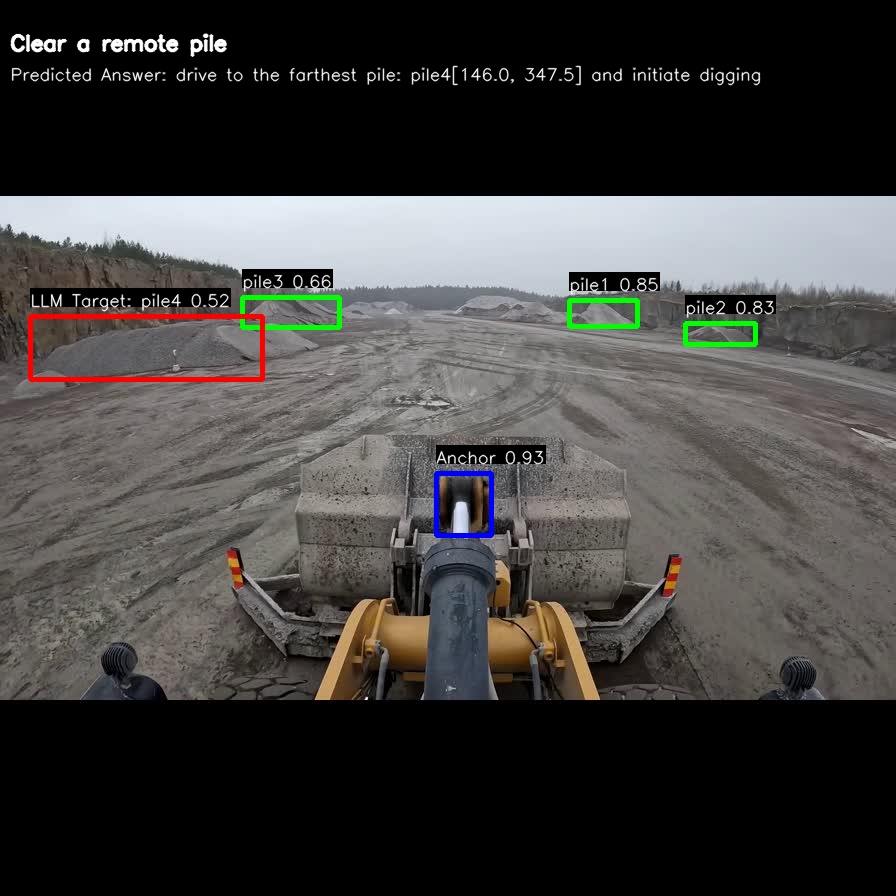 Clear a remote pile
Predicted Answer: drive to the farthest pile: pile4[146.0, 347.5] and initiate digging
pile3 0.66
pile1 0.85
LLM Target: pile4 0.52
pile2 0.83
Anchor 0.93